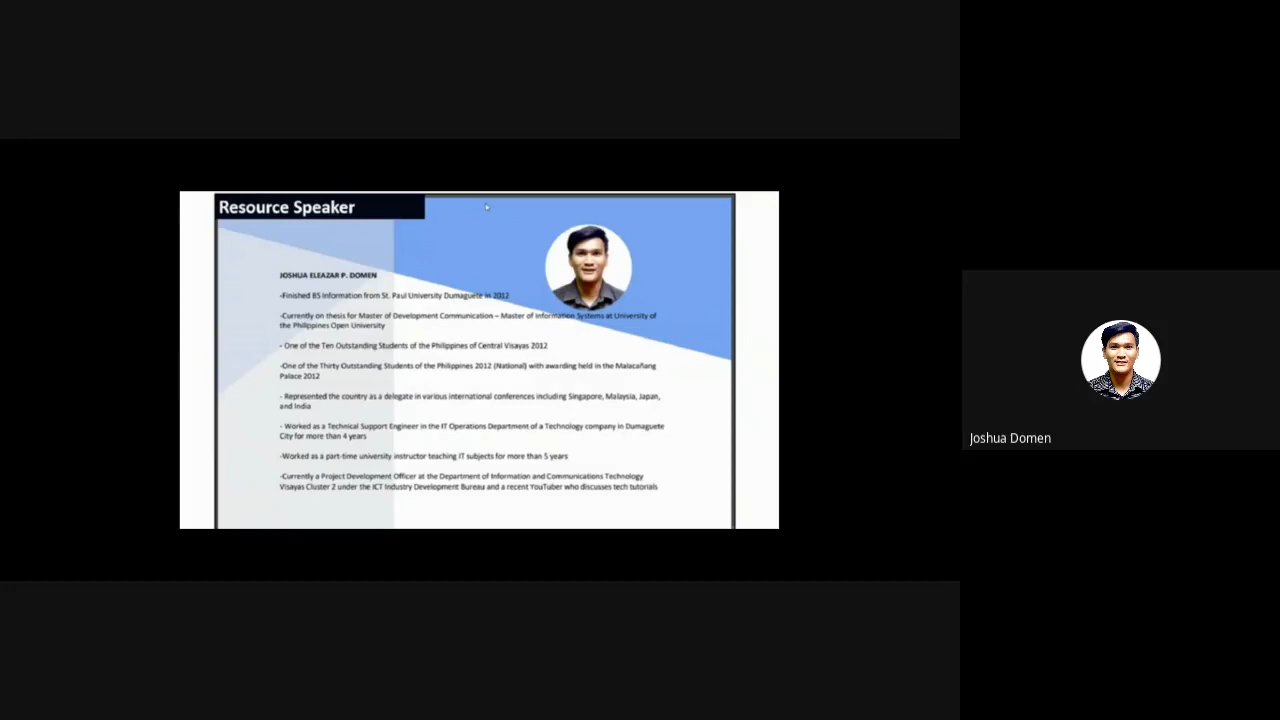 Resource Speaker
JOSHUA ELEAZAR P. DOMEN
-Finished BS Information from St. Paul University Dumaguete in 2012
-Currently on thesis for Master of Development Communication – Master of Information Systems at University of
the Philippines Open University
- One of the Ten Outstanding Students of the Philippines of Central Visayas 2012
-One of the Thirty Outstanding Students of the Philippines 2012 (National) with awarding held in the Malacañang
Palace 2012
- Represented the country as a delegate in various international conferences including Singapore, Malaysia, Japan,
and India
- Worked as a Technical Support Engineer in the IT Operations Department of a Technology company in Dumaguete
City for more than 4 years
-Worked as a part-time university instructor teaching IT subjects for more than 5 years
-Currently a Project Development Officer at the Department of Information and Communications Technology
Visayas Cluster 2 under the ICT Industry Development Bureau and a recent YouTuber who discusses tech tutorials
Joshua Domen